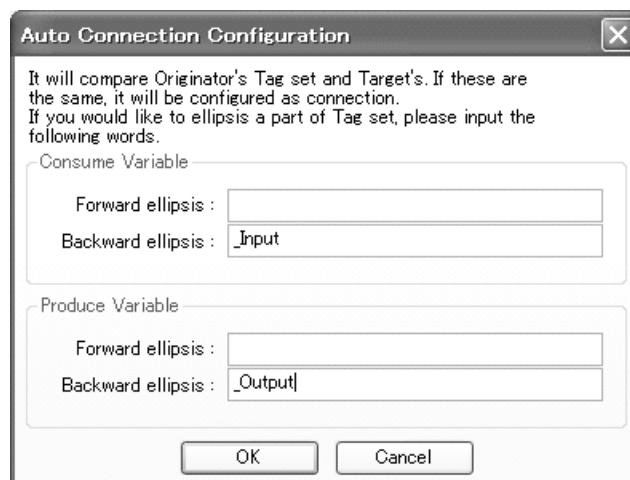 Auto Connection Configuration
It will compare Originator's Tag set and Target's. If these are
the same, it will be configured as connection.
If you would like to ellipsis a part of Tag set, please input the
following words.
Consume Variable
Forward ellipsis :
Backward ellipsis : _Input
Produce Variable
Forward ellipsis :
Backward ellipsis : _Output
OK Cancel